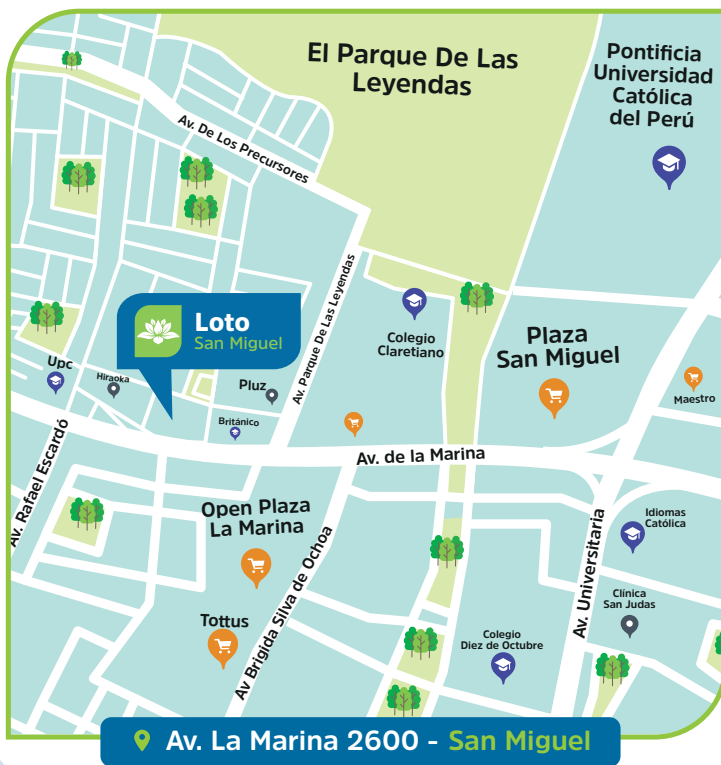 El Parque De Las
Leyendas
Pontificia
Universidad
Católica
del Perú
Av. De Los Precursores
Loto
San Miguel
Av. Parque De Las Leyendas
Colegio
Claretiano
Plaza
San Miguel
Upc
Hiraoka
Pluz
Maestro
Británico
Av. de la Marina
Av. Rafael Escardó
Open Plaza
La Marina
Idiomas
Católica
Av. Universitaria
Tottus
Av Brigida Silva de Ochoa
Clínica
San Judas
Colegio
Diez de Octubre
Av. La Marina 2600 - San Miguel